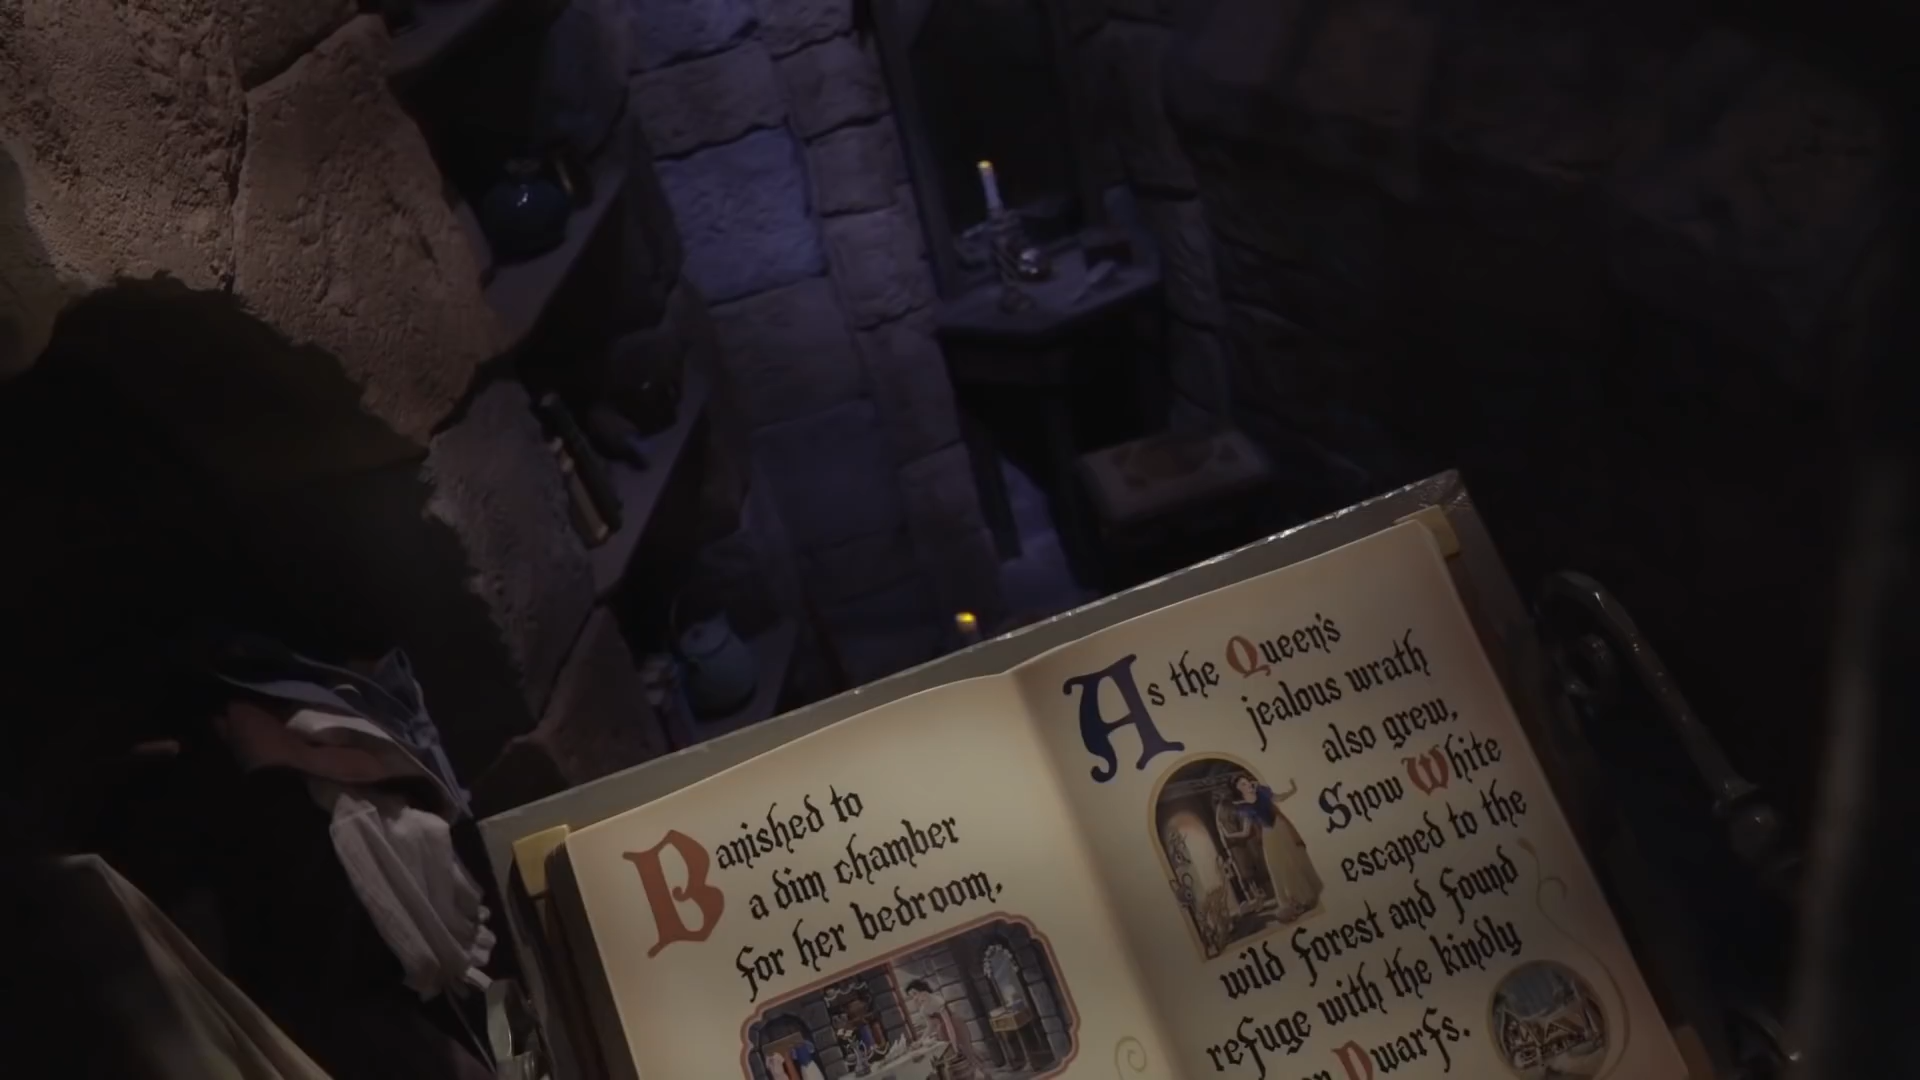 Banished to
a dim chamber
for her bedroom,
As the Queen's
jealous wrath
also grew,
Snow White
escaped to the
wild forest and found
refuge with the kindly
Dwarfs.